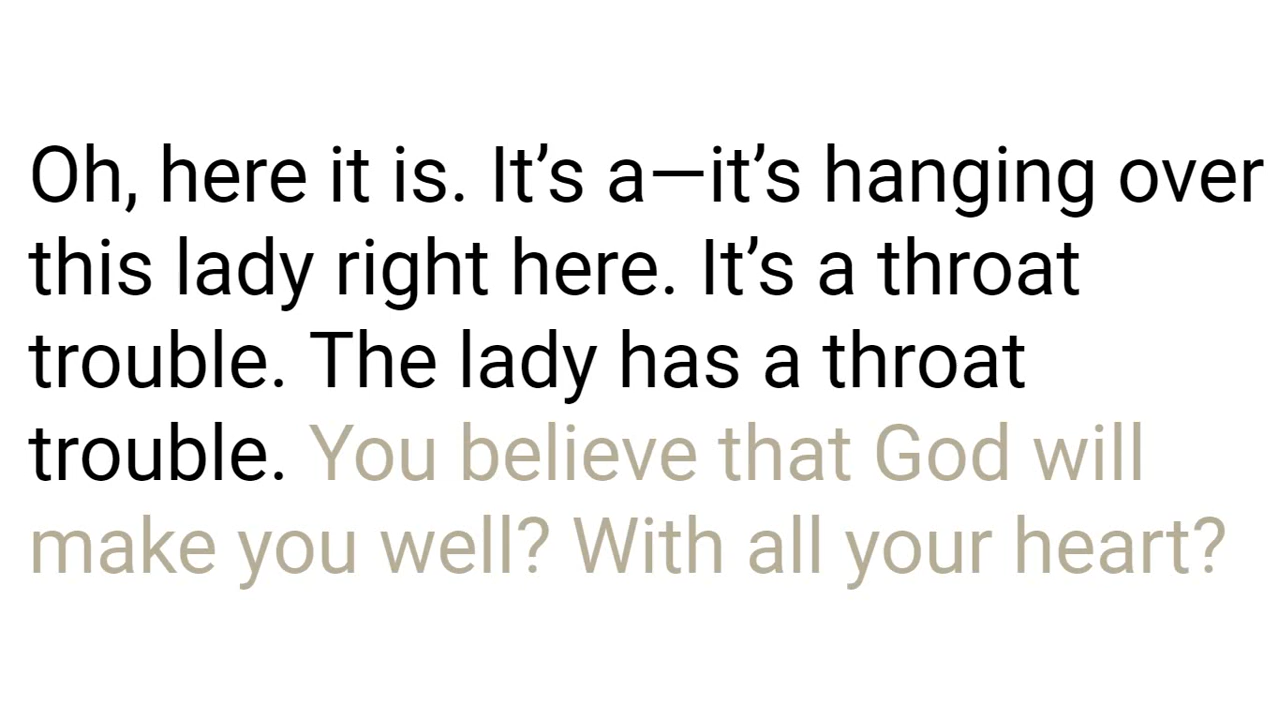 Oh, here it is. It’s a—it’s hanging over
this lady right here. It’s a throat
trouble. The lady has a throat
trouble. You believe that God will
make you well? With all your heart?